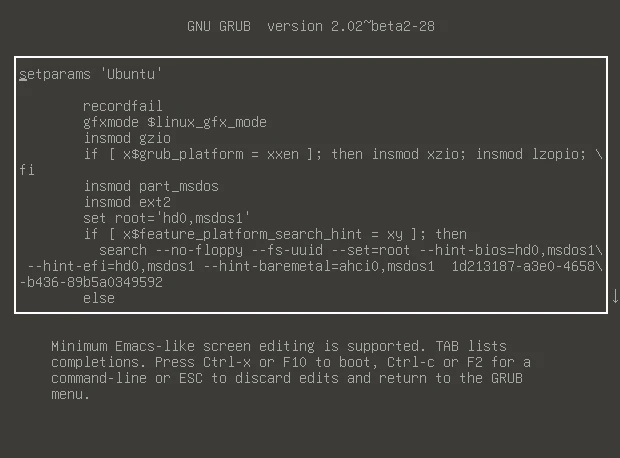 GNU GRUB  version 2.02~beta2-28
setparams 'Ubuntu'
recordfail
gfxmode $linux_gfx_mode
insmod gzio
if [ x$grub_platform = xxen ]; then insmod xzio; insmod lzopio; \
fi
insmod part_msdos
insmod ext2
set root='hd0,msdos1'
if [ x$feature_platform_search_hint = xy ]; then
search --no-floppy --fs-uuid --set=root --hint-bios=hd0,msdos1\
--hint-efi=hd0,msdos1 --hint-baremetal=ahci0,msdos1  1d213187-a3e0-4658\
-b436-89b5a0349592
else
↓
Minimum Emacs-like screen editing is supported. TAB lists
completions. Press Ctrl-x or F10 to boot, Ctrl-c or F2 for a
command-line or ESC to discard edits and return to the GRUB
menu.